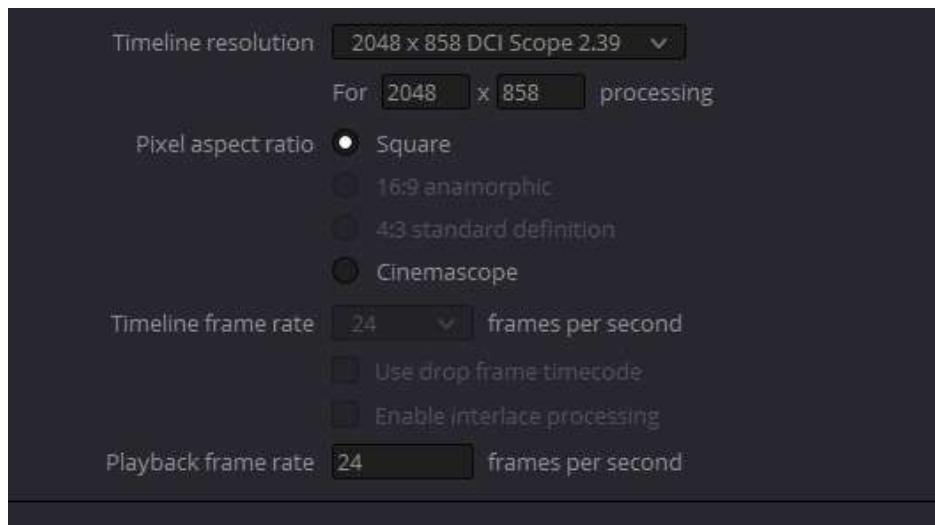 Timeline resolution 2048 x 858 DCI Scope 2.39
For 2048 x 858 processing
Pixel aspect ratio Square
16:9 anamorphic
4:3 standard definition
Cinemascope
Timeline frame rate 24 frames per second
Use drop frame timecode
Enable interlace processing
Playback frame rate 24 frames per second